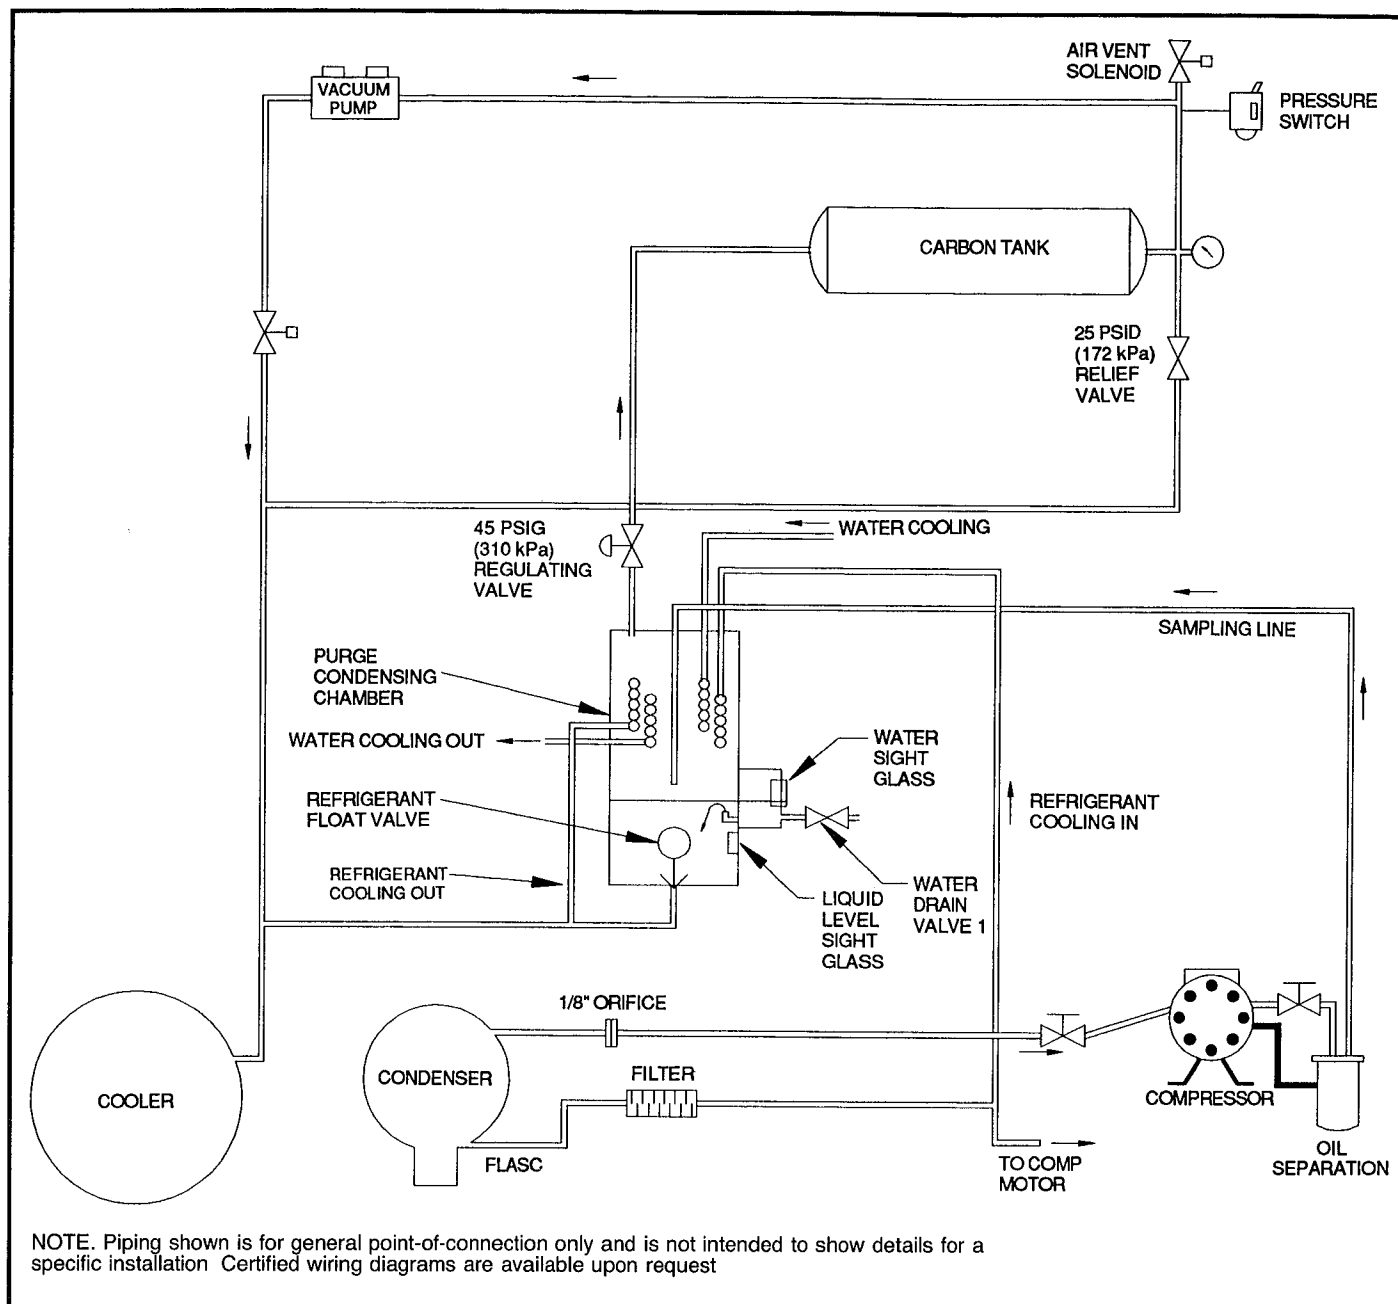 AIR VENT
SOLENOID
VACUUM
PUMP
PRESSURE
SWITCH
CARBON TANK
25 PSID
(172 kPa)
RELIEF
VALVE
45 PSIG
(310 kPa)
REGULATING
VALVE
WATER COOLING
SAMPLING LINE
PURGE
CONDENSING
CHAMBER
WATER COOLING OUT
WATER
SIGHT
GLASS
REFRIGERANT
FLOAT VALVE
REFRIGERANT
COOLING IN
REFRIGERANT
COOLING OUT
LIQUID
LEVEL
SIGHT
GLASS
WATER
DRAIN
VALVE 1
1/8" ORIFICE
CONDENSER
FILTER
COOLER
COMPRESSOR
FLASC
TO COMP
MOTOR
OIL
SEPARATION
NOTE. Piping shown is for general point-of-connection only and is not intended to show details for a
specific installation Certified wiring diagrams are available upon request